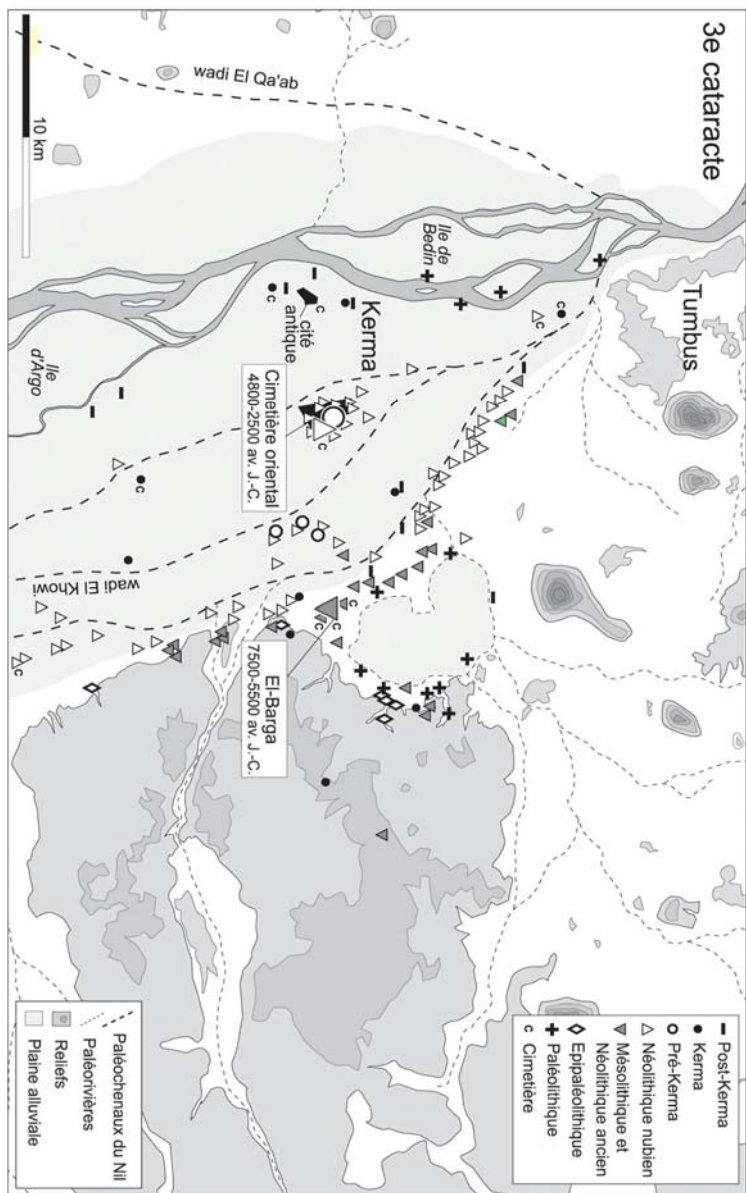 3e cataracte
wadi El Qa'ab
10 km
Tumbus
Ile de
Bedin
Kerma
c
c
cité
antique
c
c
c
Cimetière oriental
4800-2500 av. J.-C.
c
Ile
d'Argo
c
wadi El Khowi
c
c
c
El-Barga
7500-5500 av. J.-C.
c
Post-Kerma
Kerma
Pré-Kerma
Néolithique nubien
Mésolithique et
Néolithique ancien
Epipaléolithique
Paléolithique
c Cimetière
Paléochenaux du Nil
Paléorivières
Reliefs
Plaine alluviale